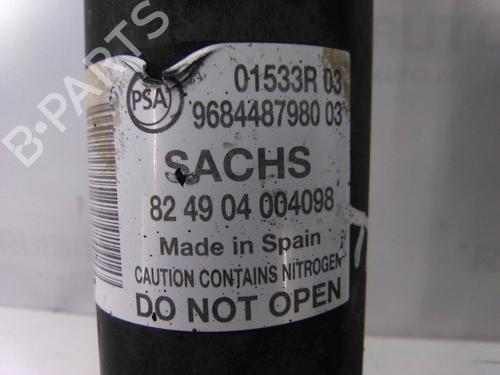 B-PARTS
PSA
01533R 03
9684487980 03
SACHS
82 49 04 004098
Made in Spain
CAUTION CONTAINS NITROGEN
DO NOT OPEN